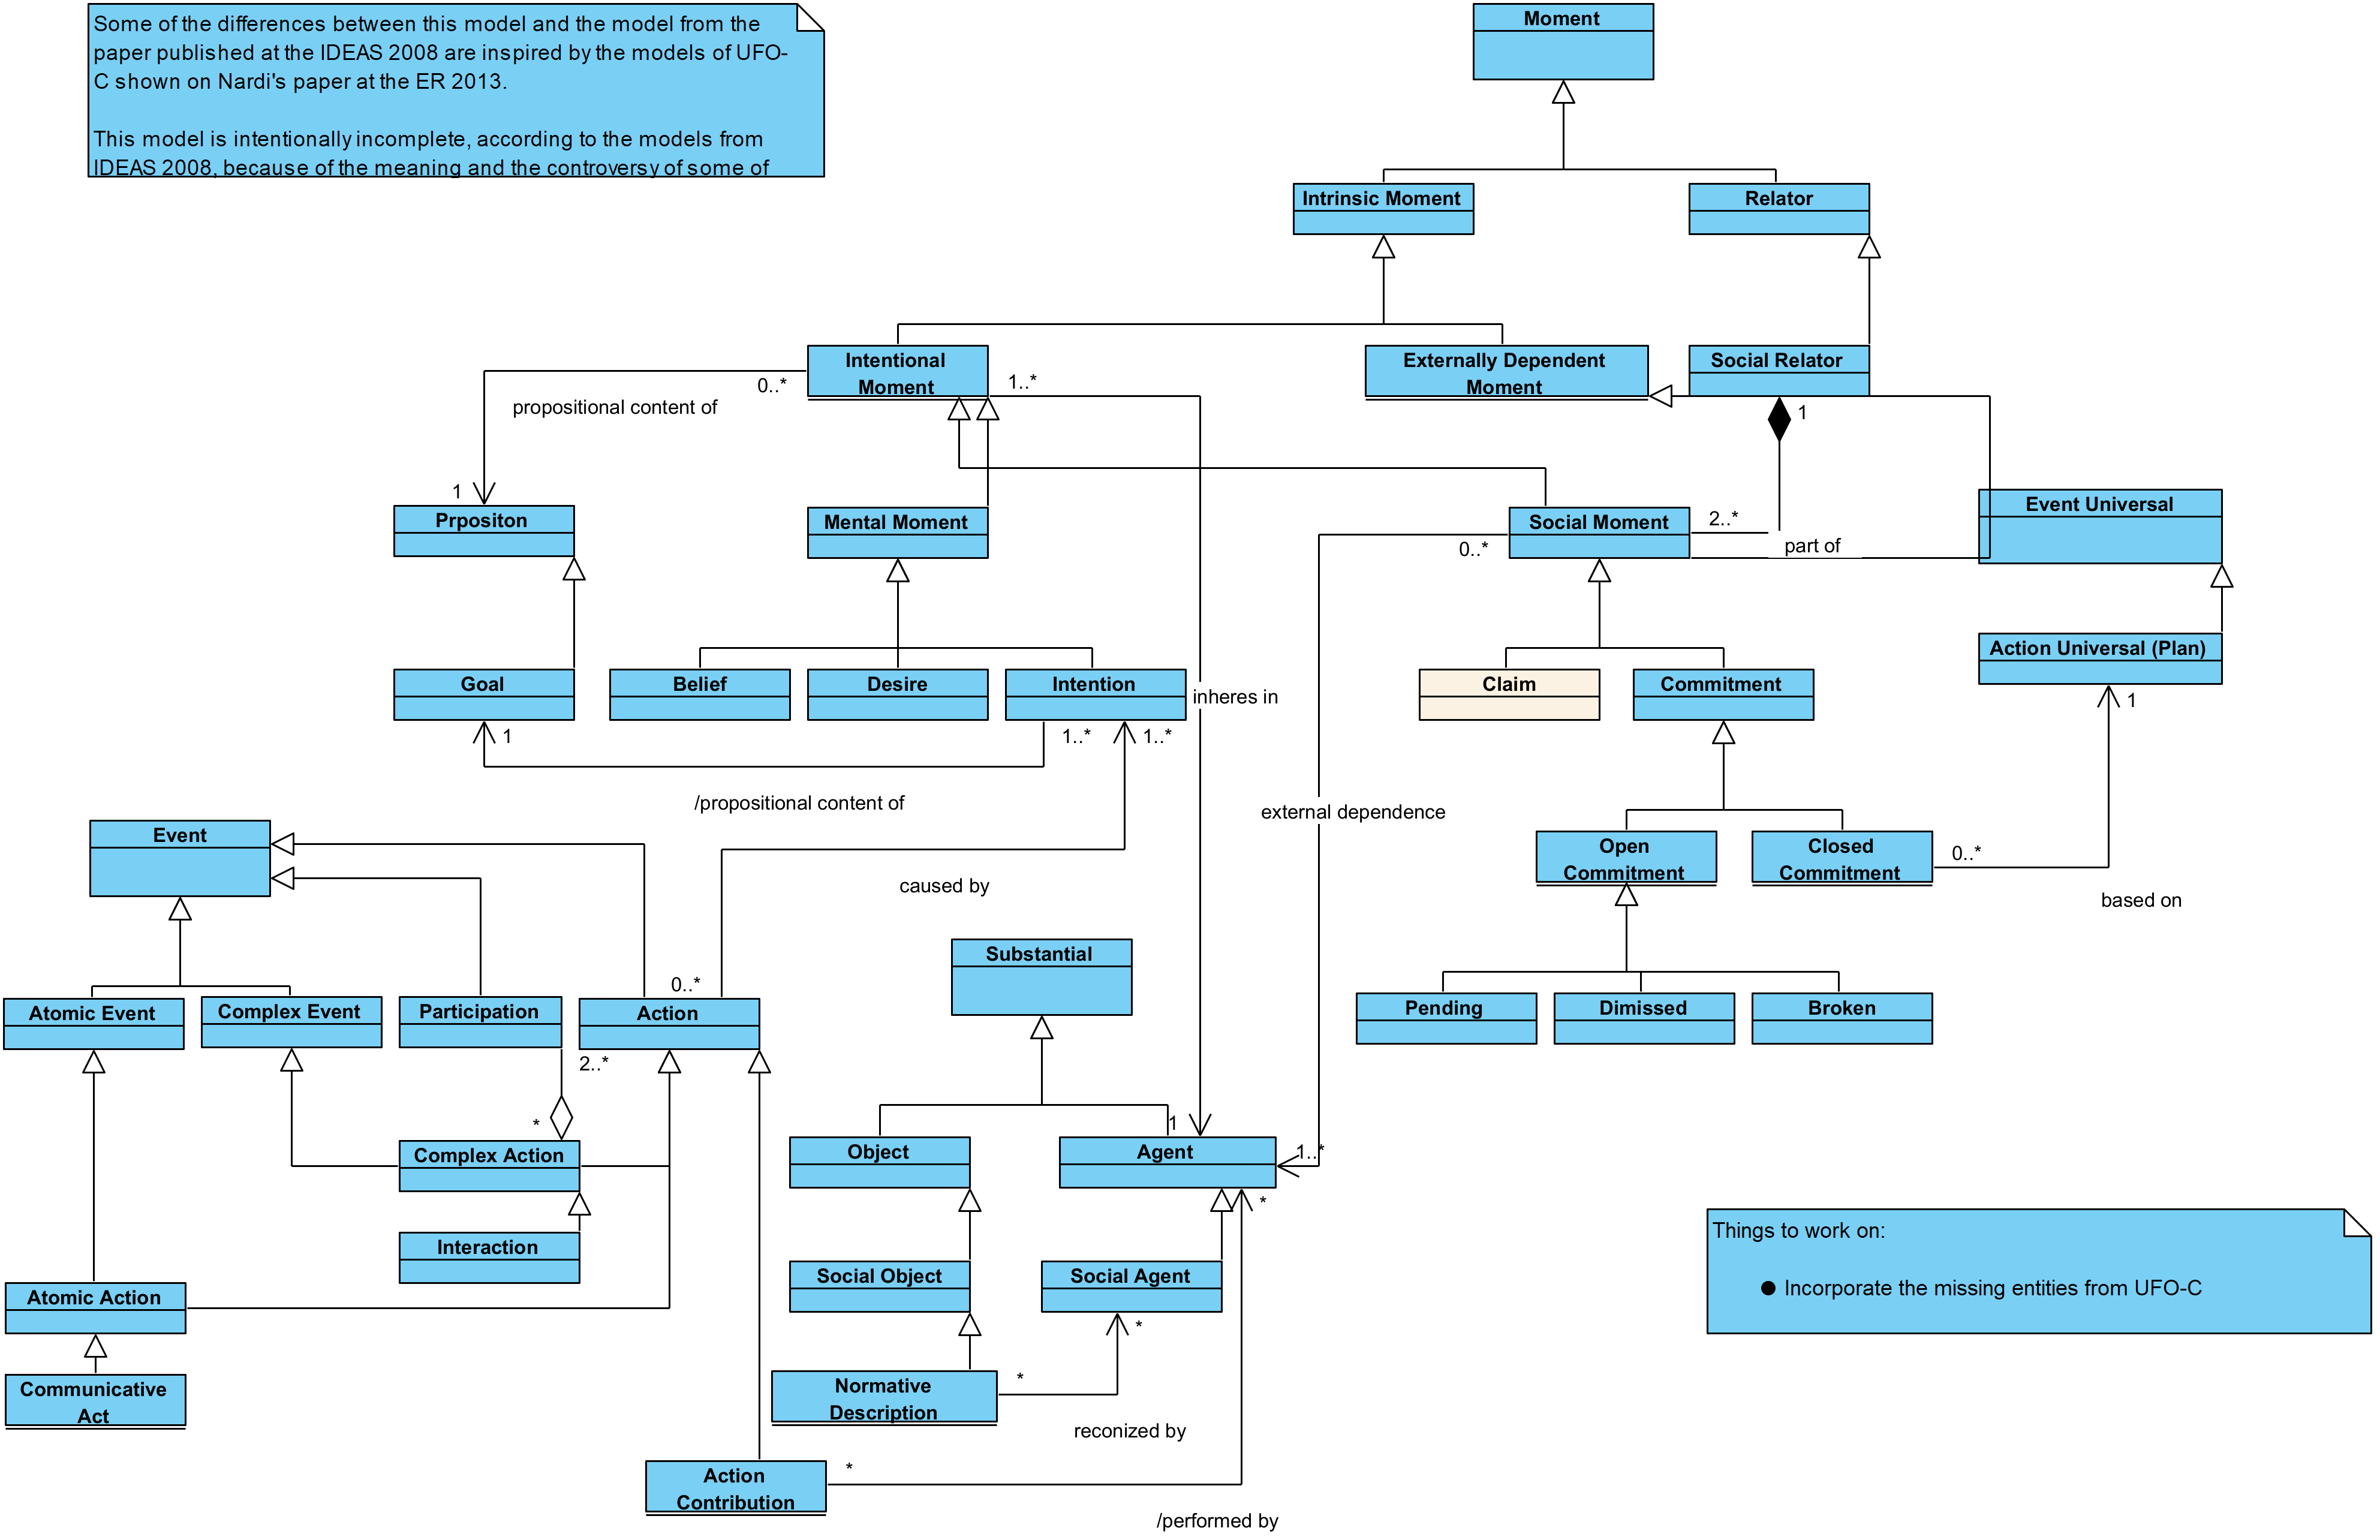 Some of the differences between this model and the model from the
paper published at the IDEAS 2008 are inspired by the models of UFO-
C shown on Nardi's paper at the ER 2013.
This model is intentionally incomplete, according to the models from
IDEAS 2008, because of the meaning and the controversy of some of
Moment
Intrinsic Moment
Relator
Intentional
Moment
Externally Dependent
Moment
Social Relator
0..*
1..*
1
propositional content of
1
Prpositon
Mental Moment
Social Moment
2..*
0..*
part of
Event Universal
Action Universal (Plan)
1
Goal
Belief
Desire
Intention
inheres in
Claim
Commitment
1
1..*
1..*
/propositional content of
external dependence
Event
Open
Commitment
Closed
Commitment
0..*
caused by
based on
Substantial
0..*
Atomic Event
Complex Event
Participation
Action
Pending
Dimissed
Broken
2..*
*
1
Complex Action
Object
Agent
1..*
*
Interaction
Social Object
Social Agent
Things to work on:
● Incorporate the missing entities from UFO-C
Atomic Action
*
Communicative
Act
Normative
Description
*
reconized by
Action
Contribution
*
/performed by